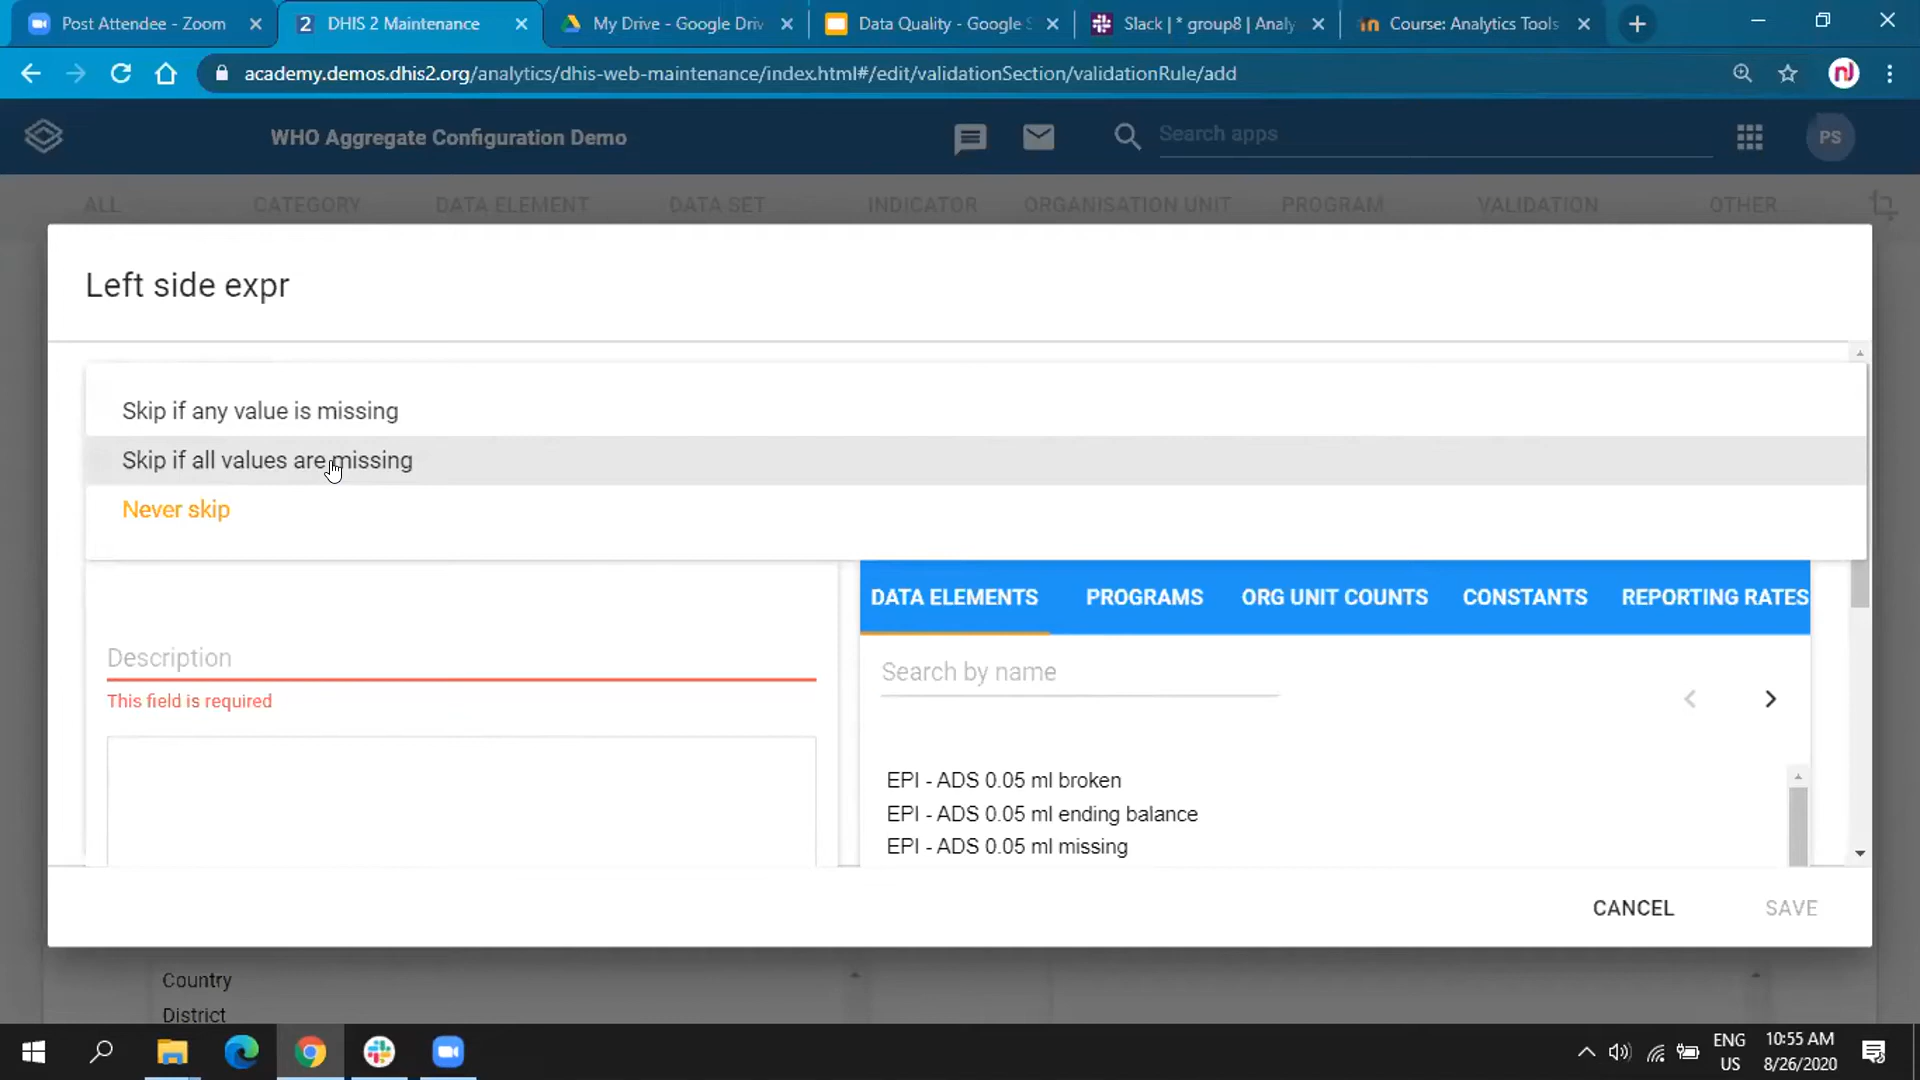 Post Attendee - Zoom
2 DHIS 2 Maintenance
My Drive - Google Driv
Data Quality - Google S
Slack | * group8 | Analy
in Course: Analytics Tools
academy.demos.dhis2.org/analytics/dhis-web-maintenance/index.html#/edit/validationSection/validationRule/add
WHO Aggregate Configuration Demo
Search apps
PS
ALL CATEGORY DATA ELEMENT DATA SET INDICATOR ORGANISATION UNIT PROGRAM VALIDATION OTHER
Left side expr
Skip if any value is missing
Skip if all values are missing
Never skip
DATA ELEMENTS PROGRAMS ORG UNIT COUNTS CONSTANTS REPORTING RATES
Description
This field is required
Search by name
EPI - ADS 0.05 ml broken
EPI - ADS 0.05 ml ending balance
EPI - ADS 0.05 ml missing
CANCEL SAVE
Country
District
ENG
US
10:55 AM
8/26/2020